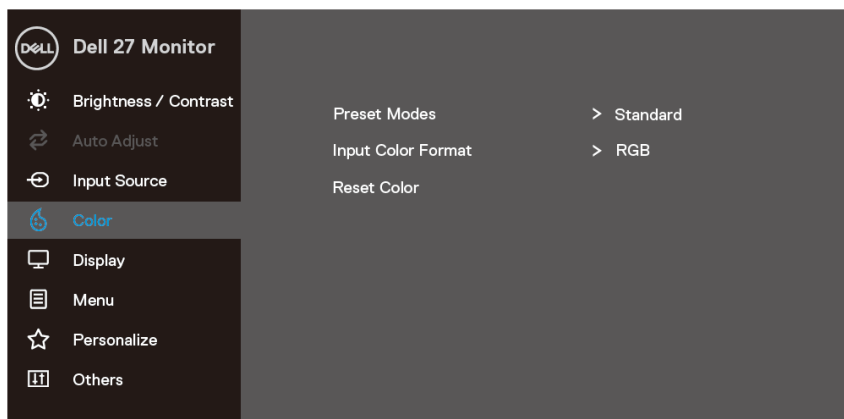 DELL Dell 27 Monitor
Brightness / Contrast
Auto Adjust
Input Source
Color
Display
Menu
Personalize
Others
Preset Modes > Standard
Input Color Format > RGB
Reset Color